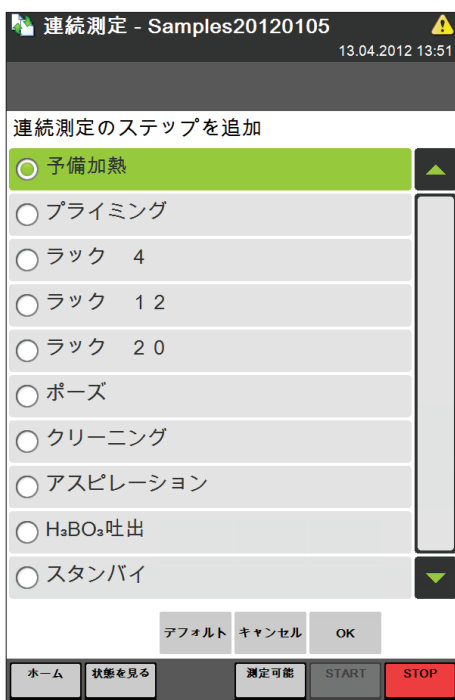 連続測定 - Samples20120105
13.04.2012 13:51
連続測定のステップを追加
予備加熱
プライミング
ラック　4
ラック　１２
ラック　２０
ポーズ
クリーニング
アスピレーション
H₃BO₃吐出
スタンバイ
デフォルト キャンセル OK
ホーム 状態を見る 測定可能 START STOP